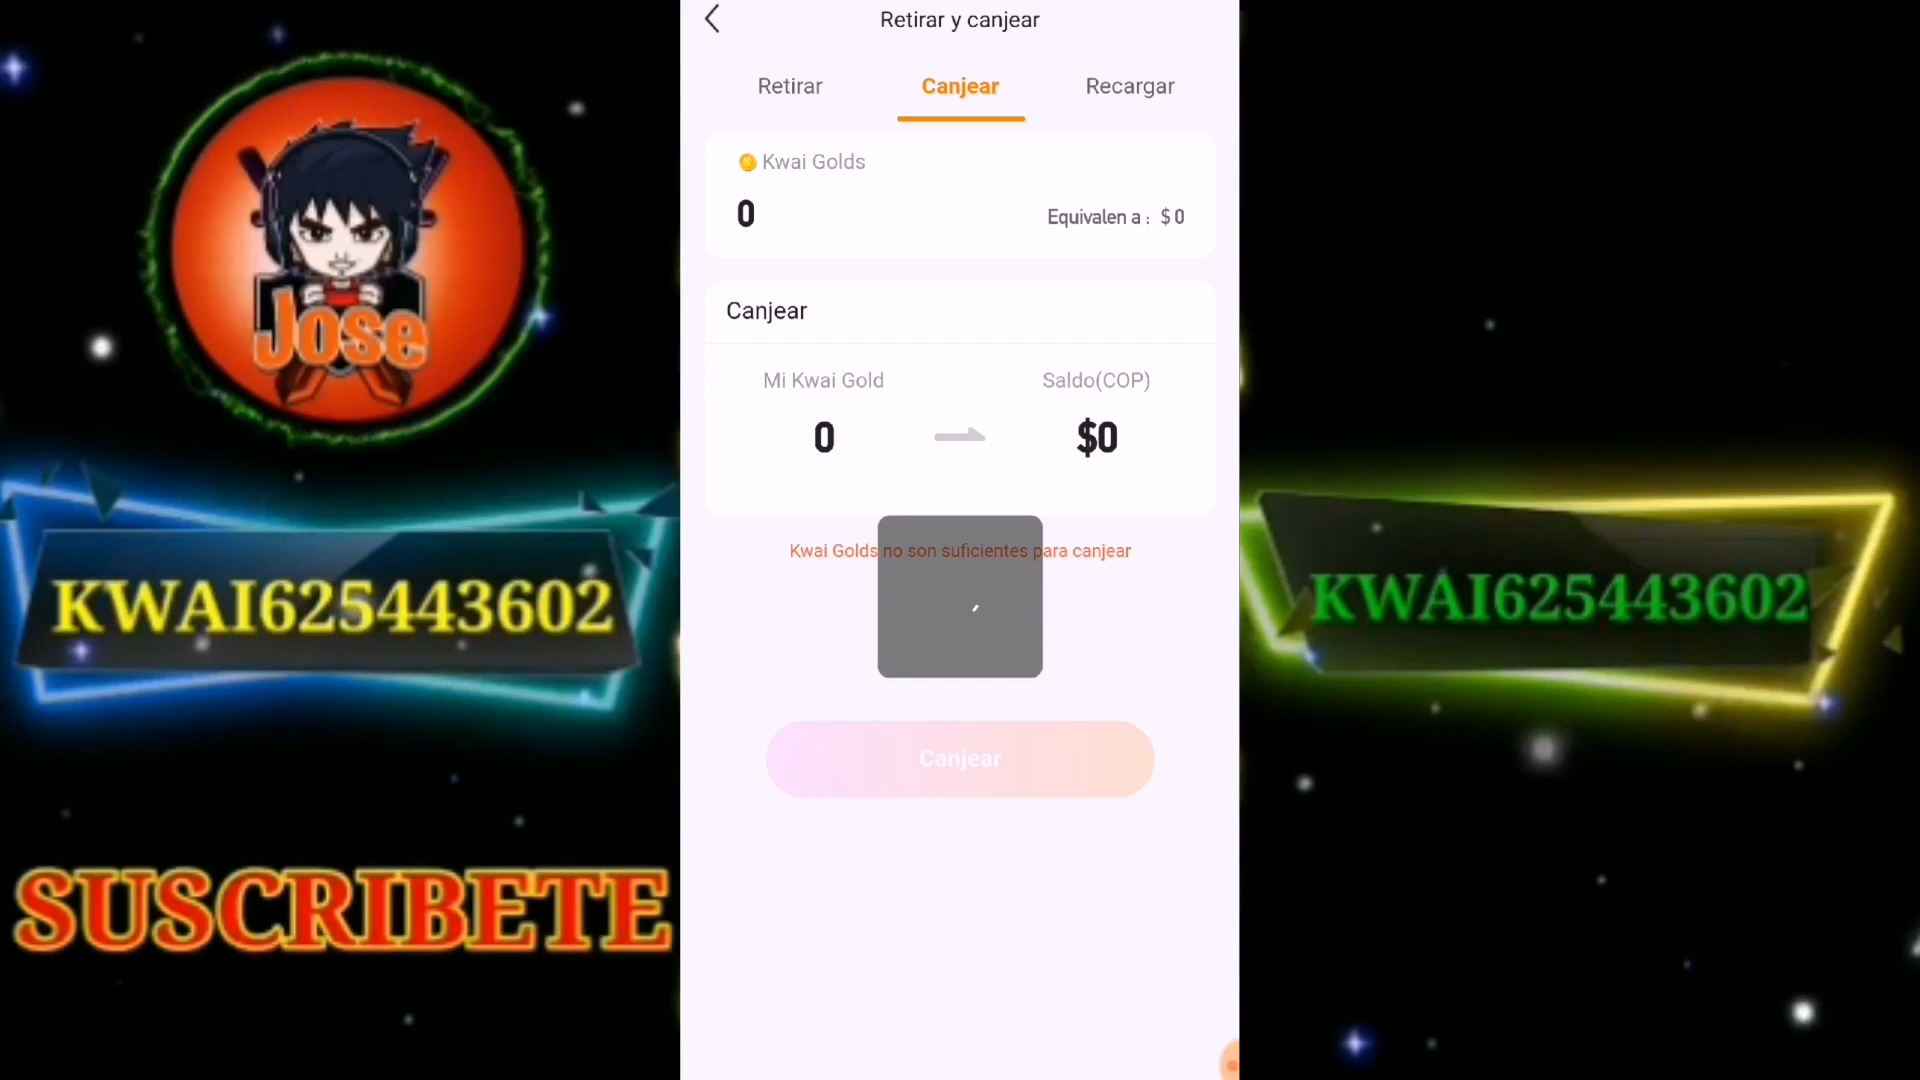 Retirar y canjear
Retirar
Canjear
Recargar
Kwai Golds
0
Equivalen a : $ 0
Canjear
Mi Kwai Gold
Saldo(COP)
0
$0
Kwai Golds no son suficientes para canjear
Canjear
Jose
KWAI625443602
SUSCRIBETE
KWAI625443602